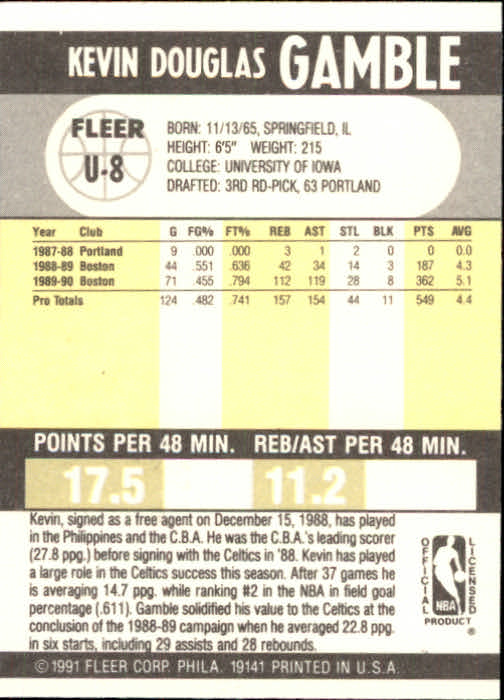 KEVIN DOUGLAS GAMBLE
FLEER
U-8
BORN: 11/13/65, SPRINGFIELD, IL
HEIGHT: 6'5" WEIGHT: 215
COLLEGE: UNIVERSITY OF IOWA
DRAFTED: 3RD RD-PICK, 63 PORTLAND
Year Club G FG% FT% REB AST STL BLK PTS AVG
1987-88 Portland 9 .000 .000 3 1 2 0 0 0.0
1988-89 Boston 44 .551 .636 42 34 14 3 187 4.3
1989-90 Boston 71 .455 .794 112 119 28 8 362 5.1
Pro Totals 124 .482 .741 157 154 44 11 549 4.4
POINTS PER 48 MIN. REB/AST PER 48 MIN.
17.5 11.2
Kevin, signed as a free agent on December 15, 1988, has played
in the Philippines and the C.B.A. He was the C.B.A.'s leading scorer
(27.8 ppg.) before signing with the Celtics in '88. Kevin has played
a large role in the Celtics success this season. After 37 games he
is averaging 14.7 ppg. while ranking #2 in the NBA in field goal
percentage (.611). Gamble solidified his value to the Celtics at the
conclusion of the 1988-89 campaign when he averaged 22.8 ppg.
in six starts, including 29 assists and 28 rebounds.
OFFICIAL
LICENSED
NBA
PRODUCT
®
© 1991 FLEER CORP. PHILA. 19141 PRINTED IN U.S.A.